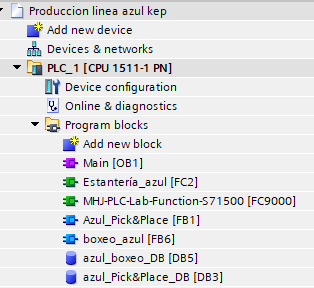 Produccion linea azul kep
Add new device
Devices & networks
PLC_1 [CPU 1511-1 PN]
Device configuration
Online & diagnostics
Program blocks
Add new block
Main [OB1]
Estantería_azul [FC2]
MHJ-PLC-Lab-Function-S71500 [FC9000]
Azul_Pick&Place [FB1]
boxeo_azul [FB6]
azul_boxeo_DB [DB5]
azul_Pick&Place_DB [DB3]